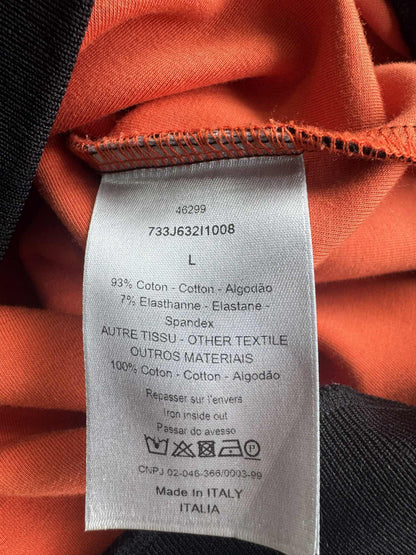 46299
733J632I1008
L
93% Coton - Cotton - Algodão
7% Elasthanne - Elastane -
Spandex
AUTRE TISSU - OTHER TEXTILE
OUTROS MATERIAIS
100% Coton - Cotton - Algodão
Repasser sur l'envers
Iron inside out
Passar do avesso
P
CNPJ 02-046-366/0003-99
Made in ITALY
ITALIA